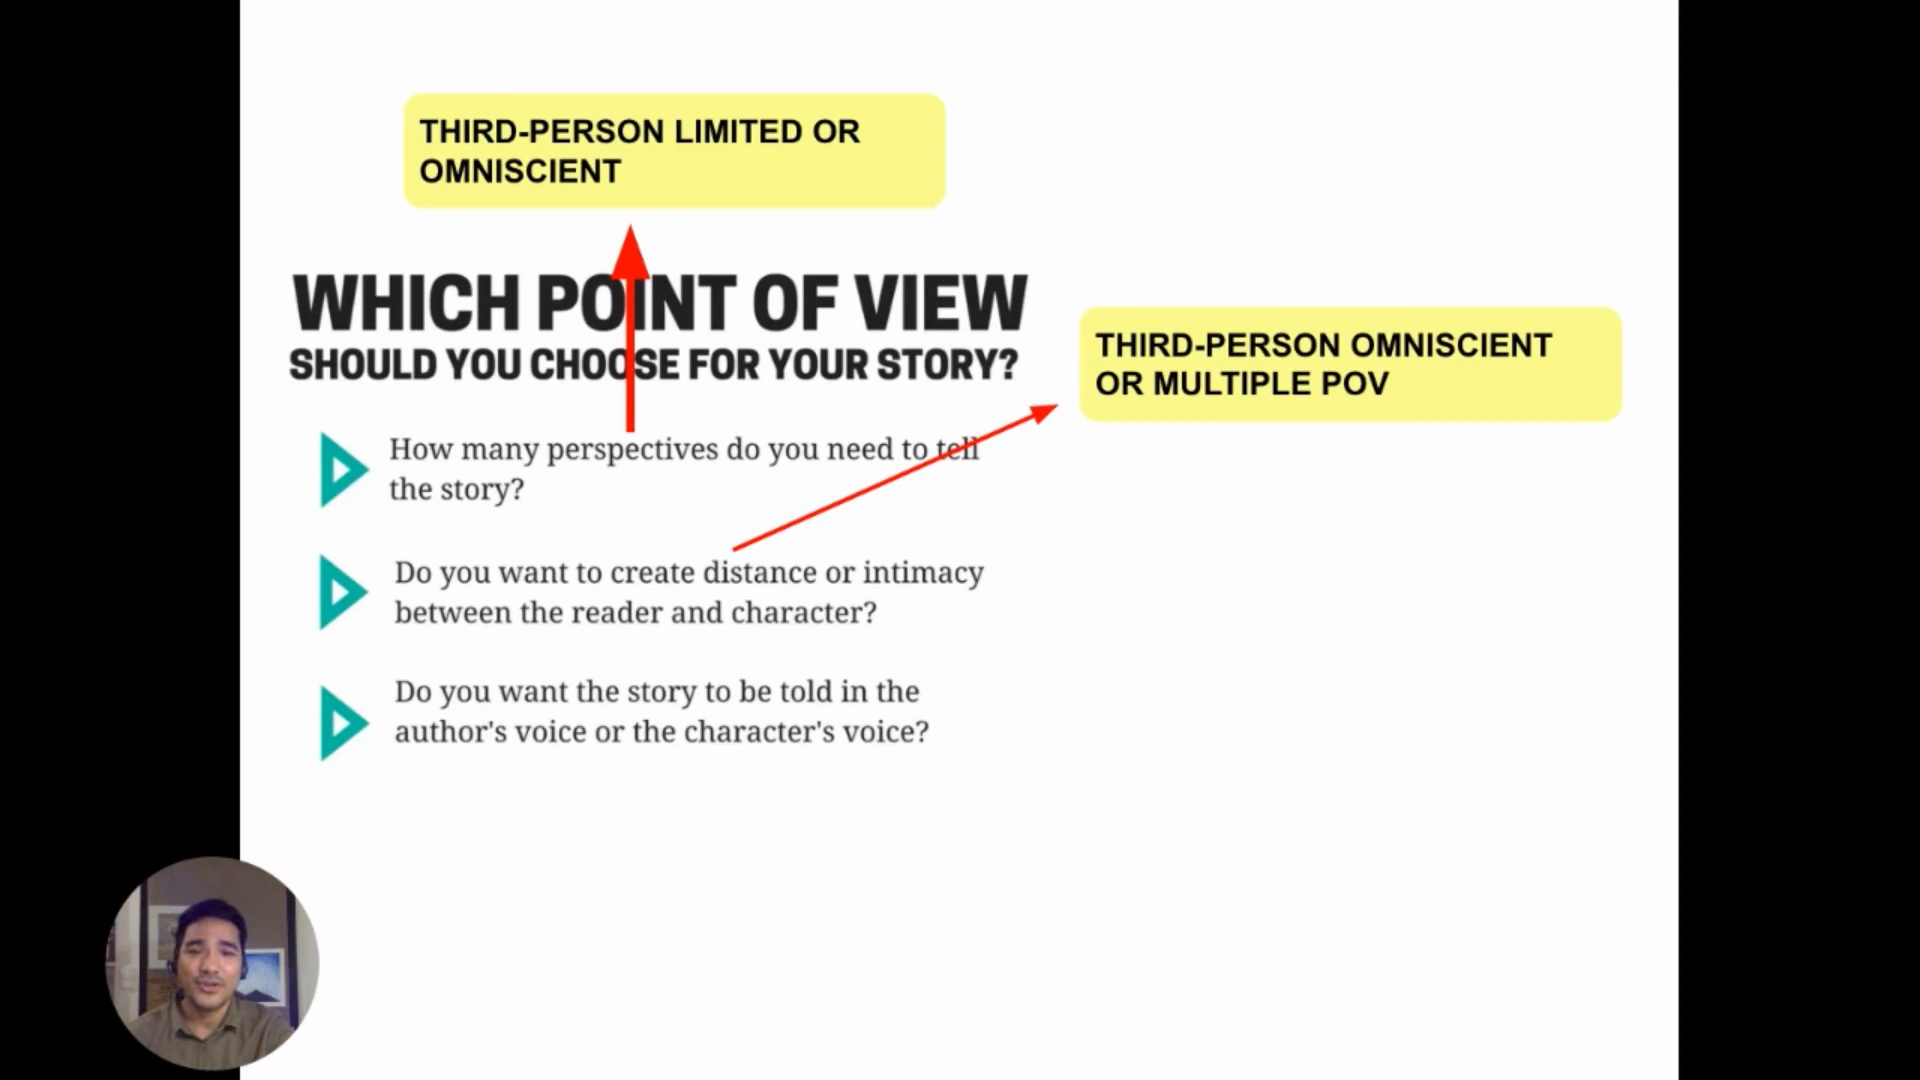 THIRD-PERSON LIMITED OR
OMNISCIENT
WHICH POINT OF VIEW
SHOULD YOU CHOOSE FOR YOUR STORY?
THIRD-PERSON OMNISCIENT
OR MULTIPLE POV
How many perspectives do you need to tell
the story?
Do you want to create distance or intimacy
between the reader and character?
Do you want the story to be told in the
author's voice or the character's voice?